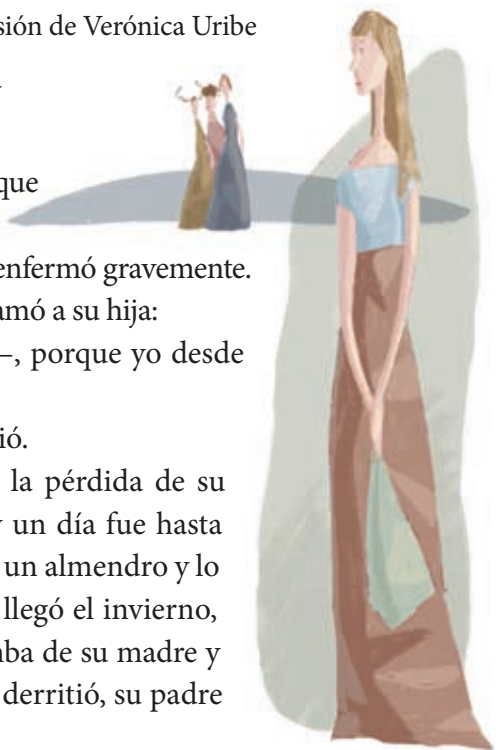 sión de Verónica Uribe
que
enfermó gravemente.
amó a su hija:
–, porque yo desde
ió.
la pérdida de su
y un día fue hasta
un almendro y lo
llegó el invierno,
mba de su madre y
derritió, su padre